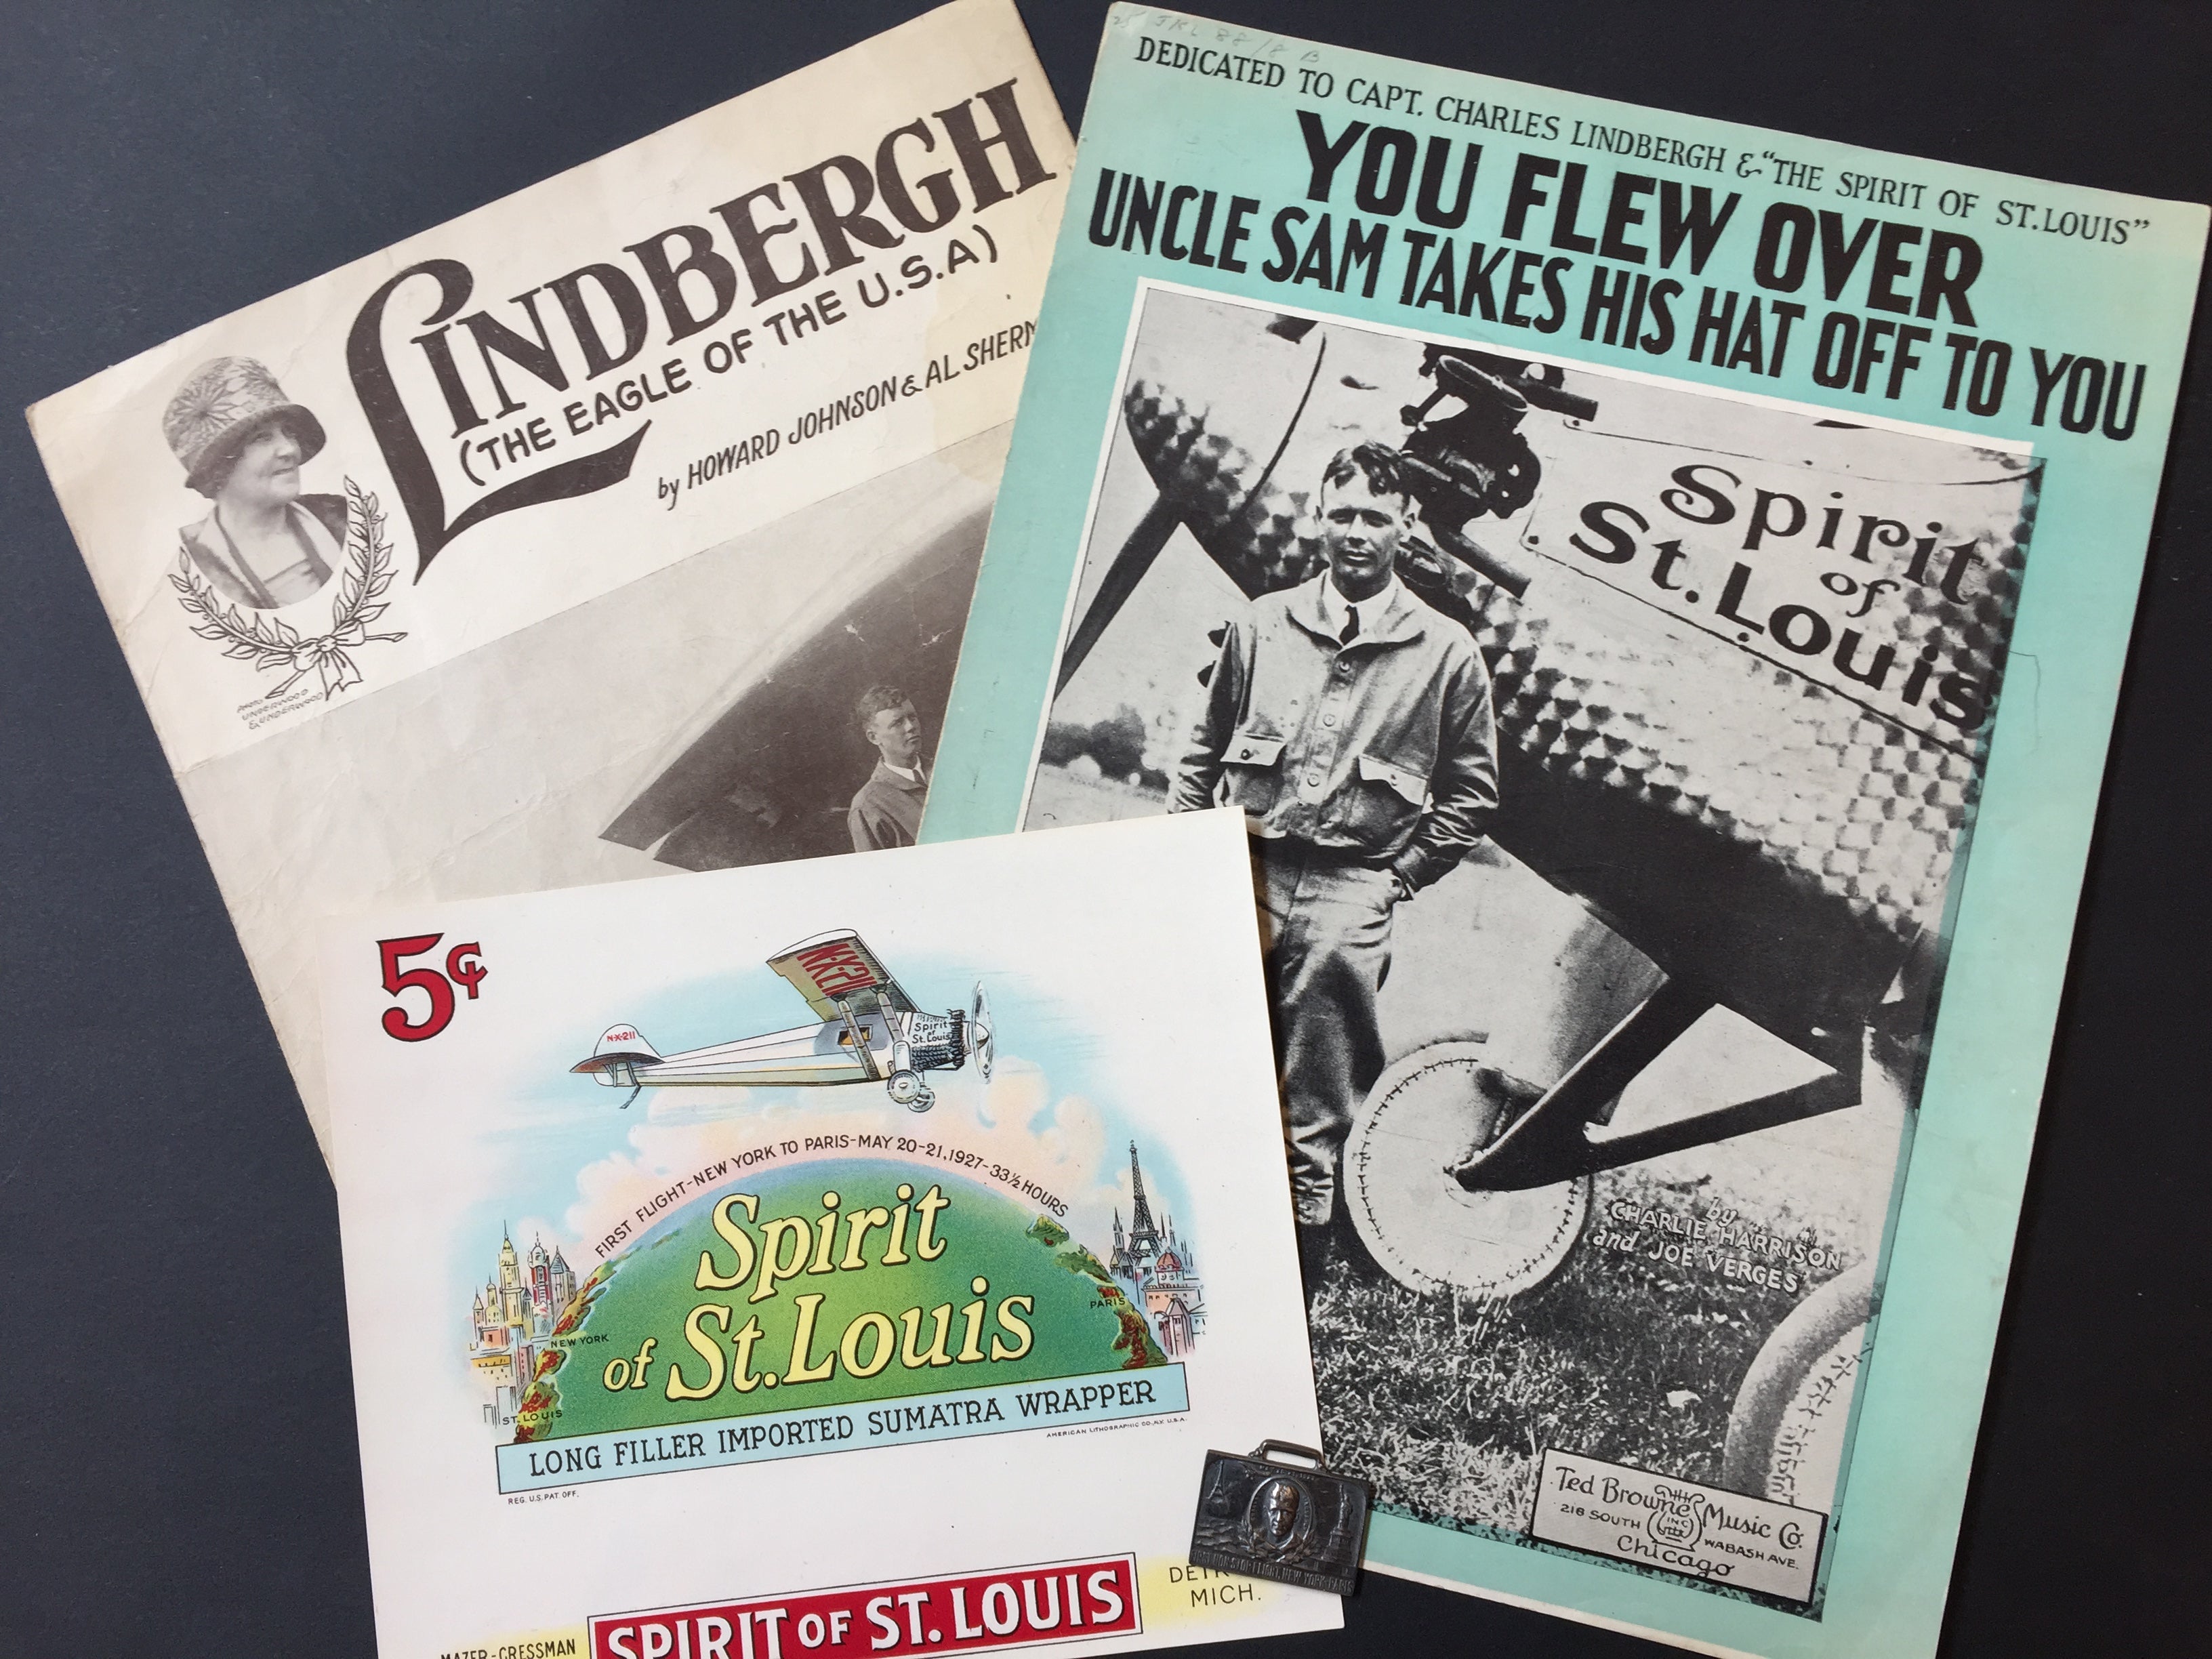 LINDBERGH
(THE EAGLE OF THE U.S.A)
by HOWARD JOHNSON & AL SHERM
PHOTO
UNDERWOOD
& UNDERWOOD
DEDICATED TO CAPT. CHARLES LINDBERGH & "THE SPIRIT OF ST.LOUIS"
YOU FLEW OVER
UNCLE SAM TAKES HIS HAT OFF TO YOU
Spirit
of
St. Louis
by
CHARLIE HARRISON
and JOE VERGES
Ted Browne Music Co.
INC
218 SOUTH WABASH AVE.
Chicago
5¢
N-X-21
N-X-211
Spirit
of
St. Louis
FIRST FLIGHT-NEW YORK TO PARIS-MAY 20-21, 1927-33½ HOURS
Spirit
of St. Louis
NEW YORK
PARIS
ST. LOUIS
LONG FILLER IMPORTED SUMATRA WRAPPER
AMERICAN LITHOGRAPHIC CO. N.Y. U.S.A.
REG. U.S. PAT. OFF.
MAZER-CRESSMAN
SPIRIT OF ST. LOUIS
DETR
MICH.